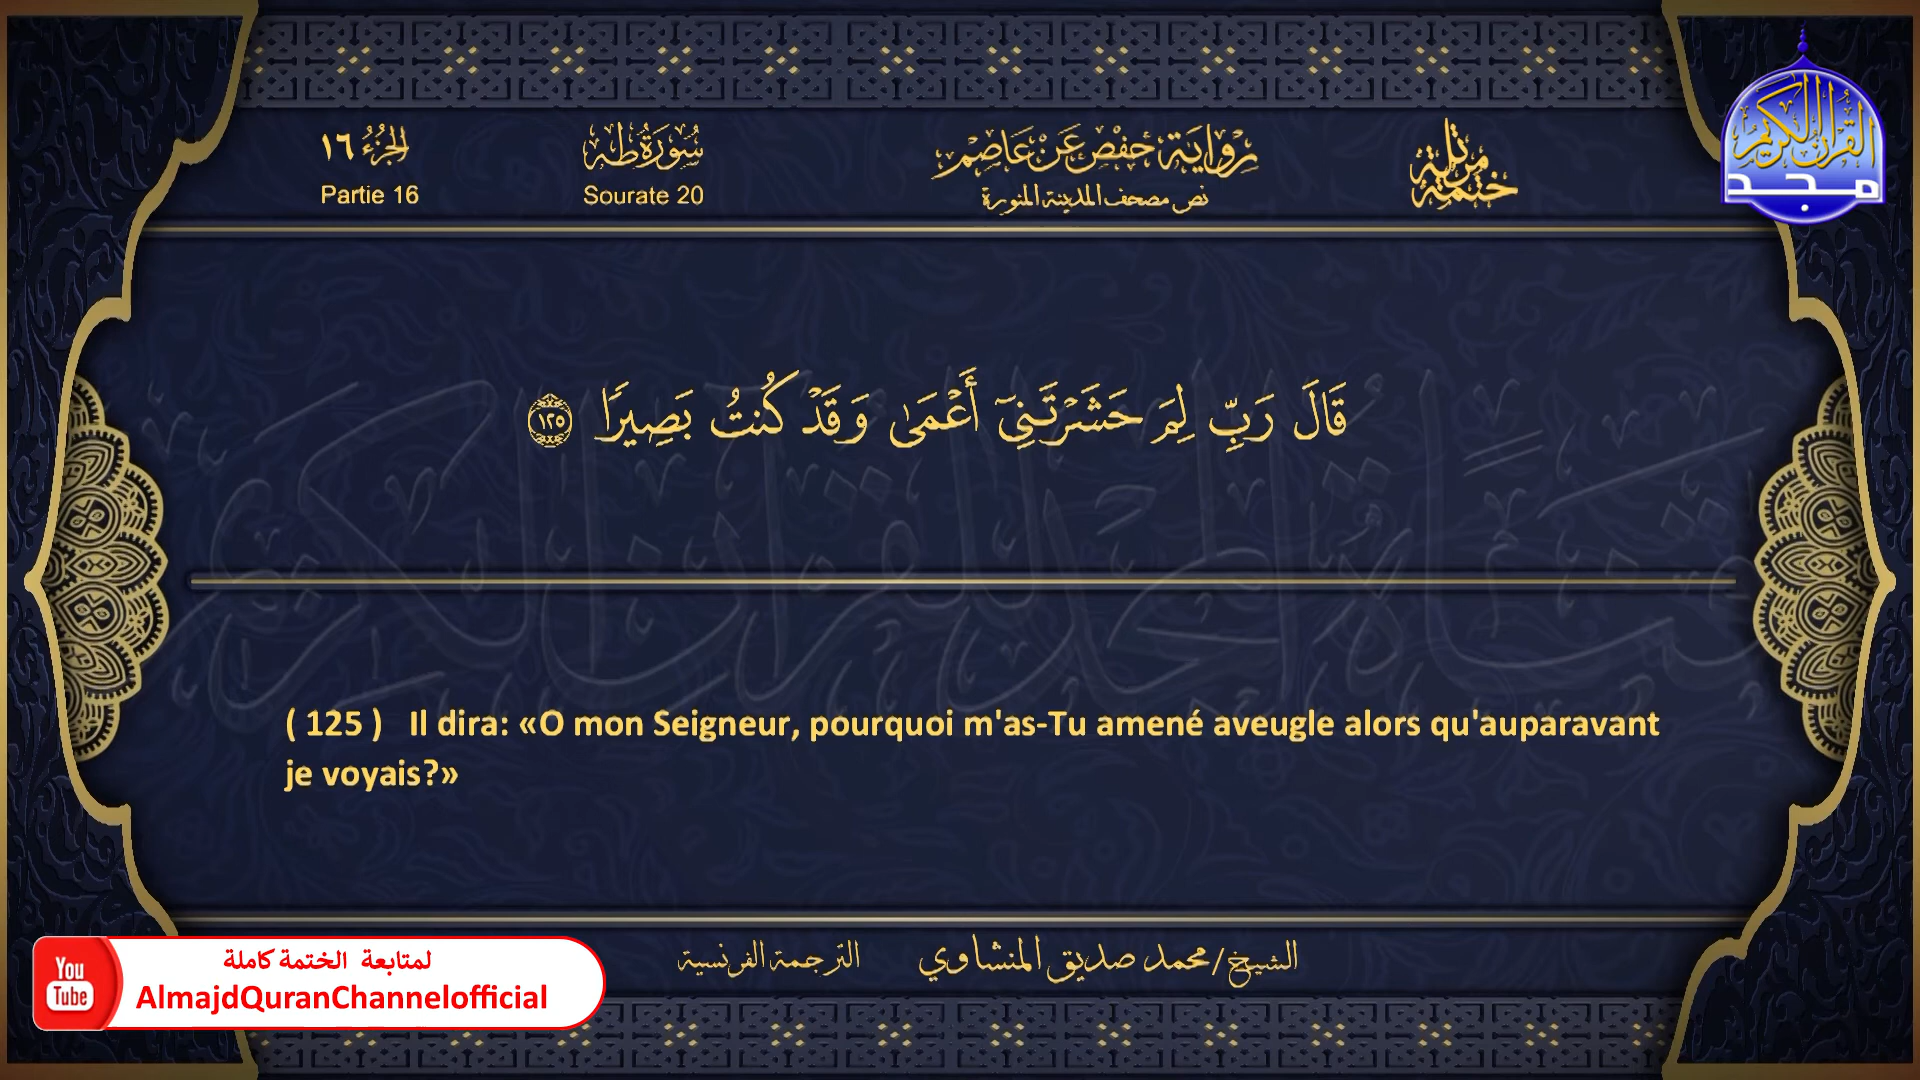 الجزء ١٦
Partie 16
سورة طه
Sourate 20
رواية: حفص عن عاصم
نص مصحف المدينة المنورة
ختمة مرتلة
القرآن الكريم
مجد
قَالَ رَبِّ لِمَ حَشَرْتَنِىٓ أَعْمَىٰ وَقَدْ كُنتُ بَصِيرًا ١٢٥
( 125 ) Il dira: «O mon Seigneur, pourquoi m'as-Tu amené aveugle alors qu'auparavant
je voyais?»
الشيخ/محمد صديق المنشاوي
الترجمة الفرنسية
You
Tube
لمتابعة الختمة كاملة
AlmajdQuranChannelofficial